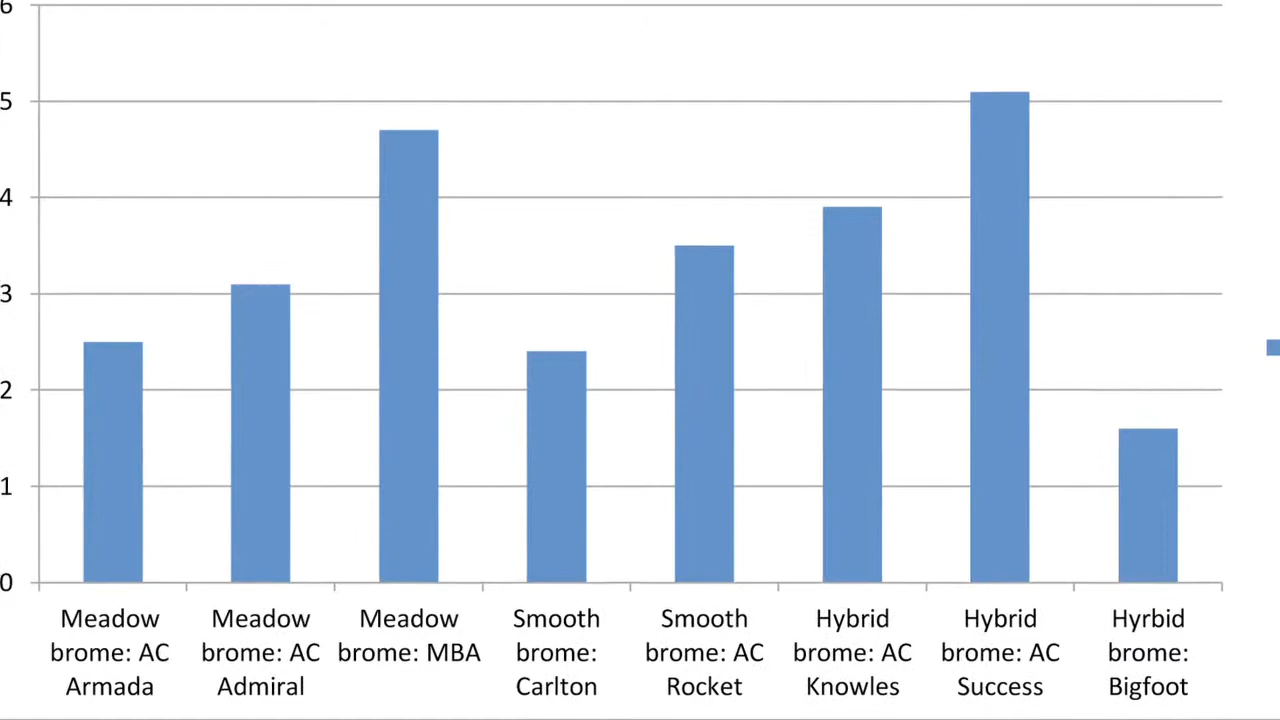 6
5
4
3
2
1
0
Meadow brome: AC Armada
Meadow brome: AC Admiral
Meadow brome: MBA
Smooth brome: Carlton
Smooth brome: AC Rocket
Hybrid brome: AC Knowles
Hybrid brome: AC Success
Hyrbid brome: Bigfoot